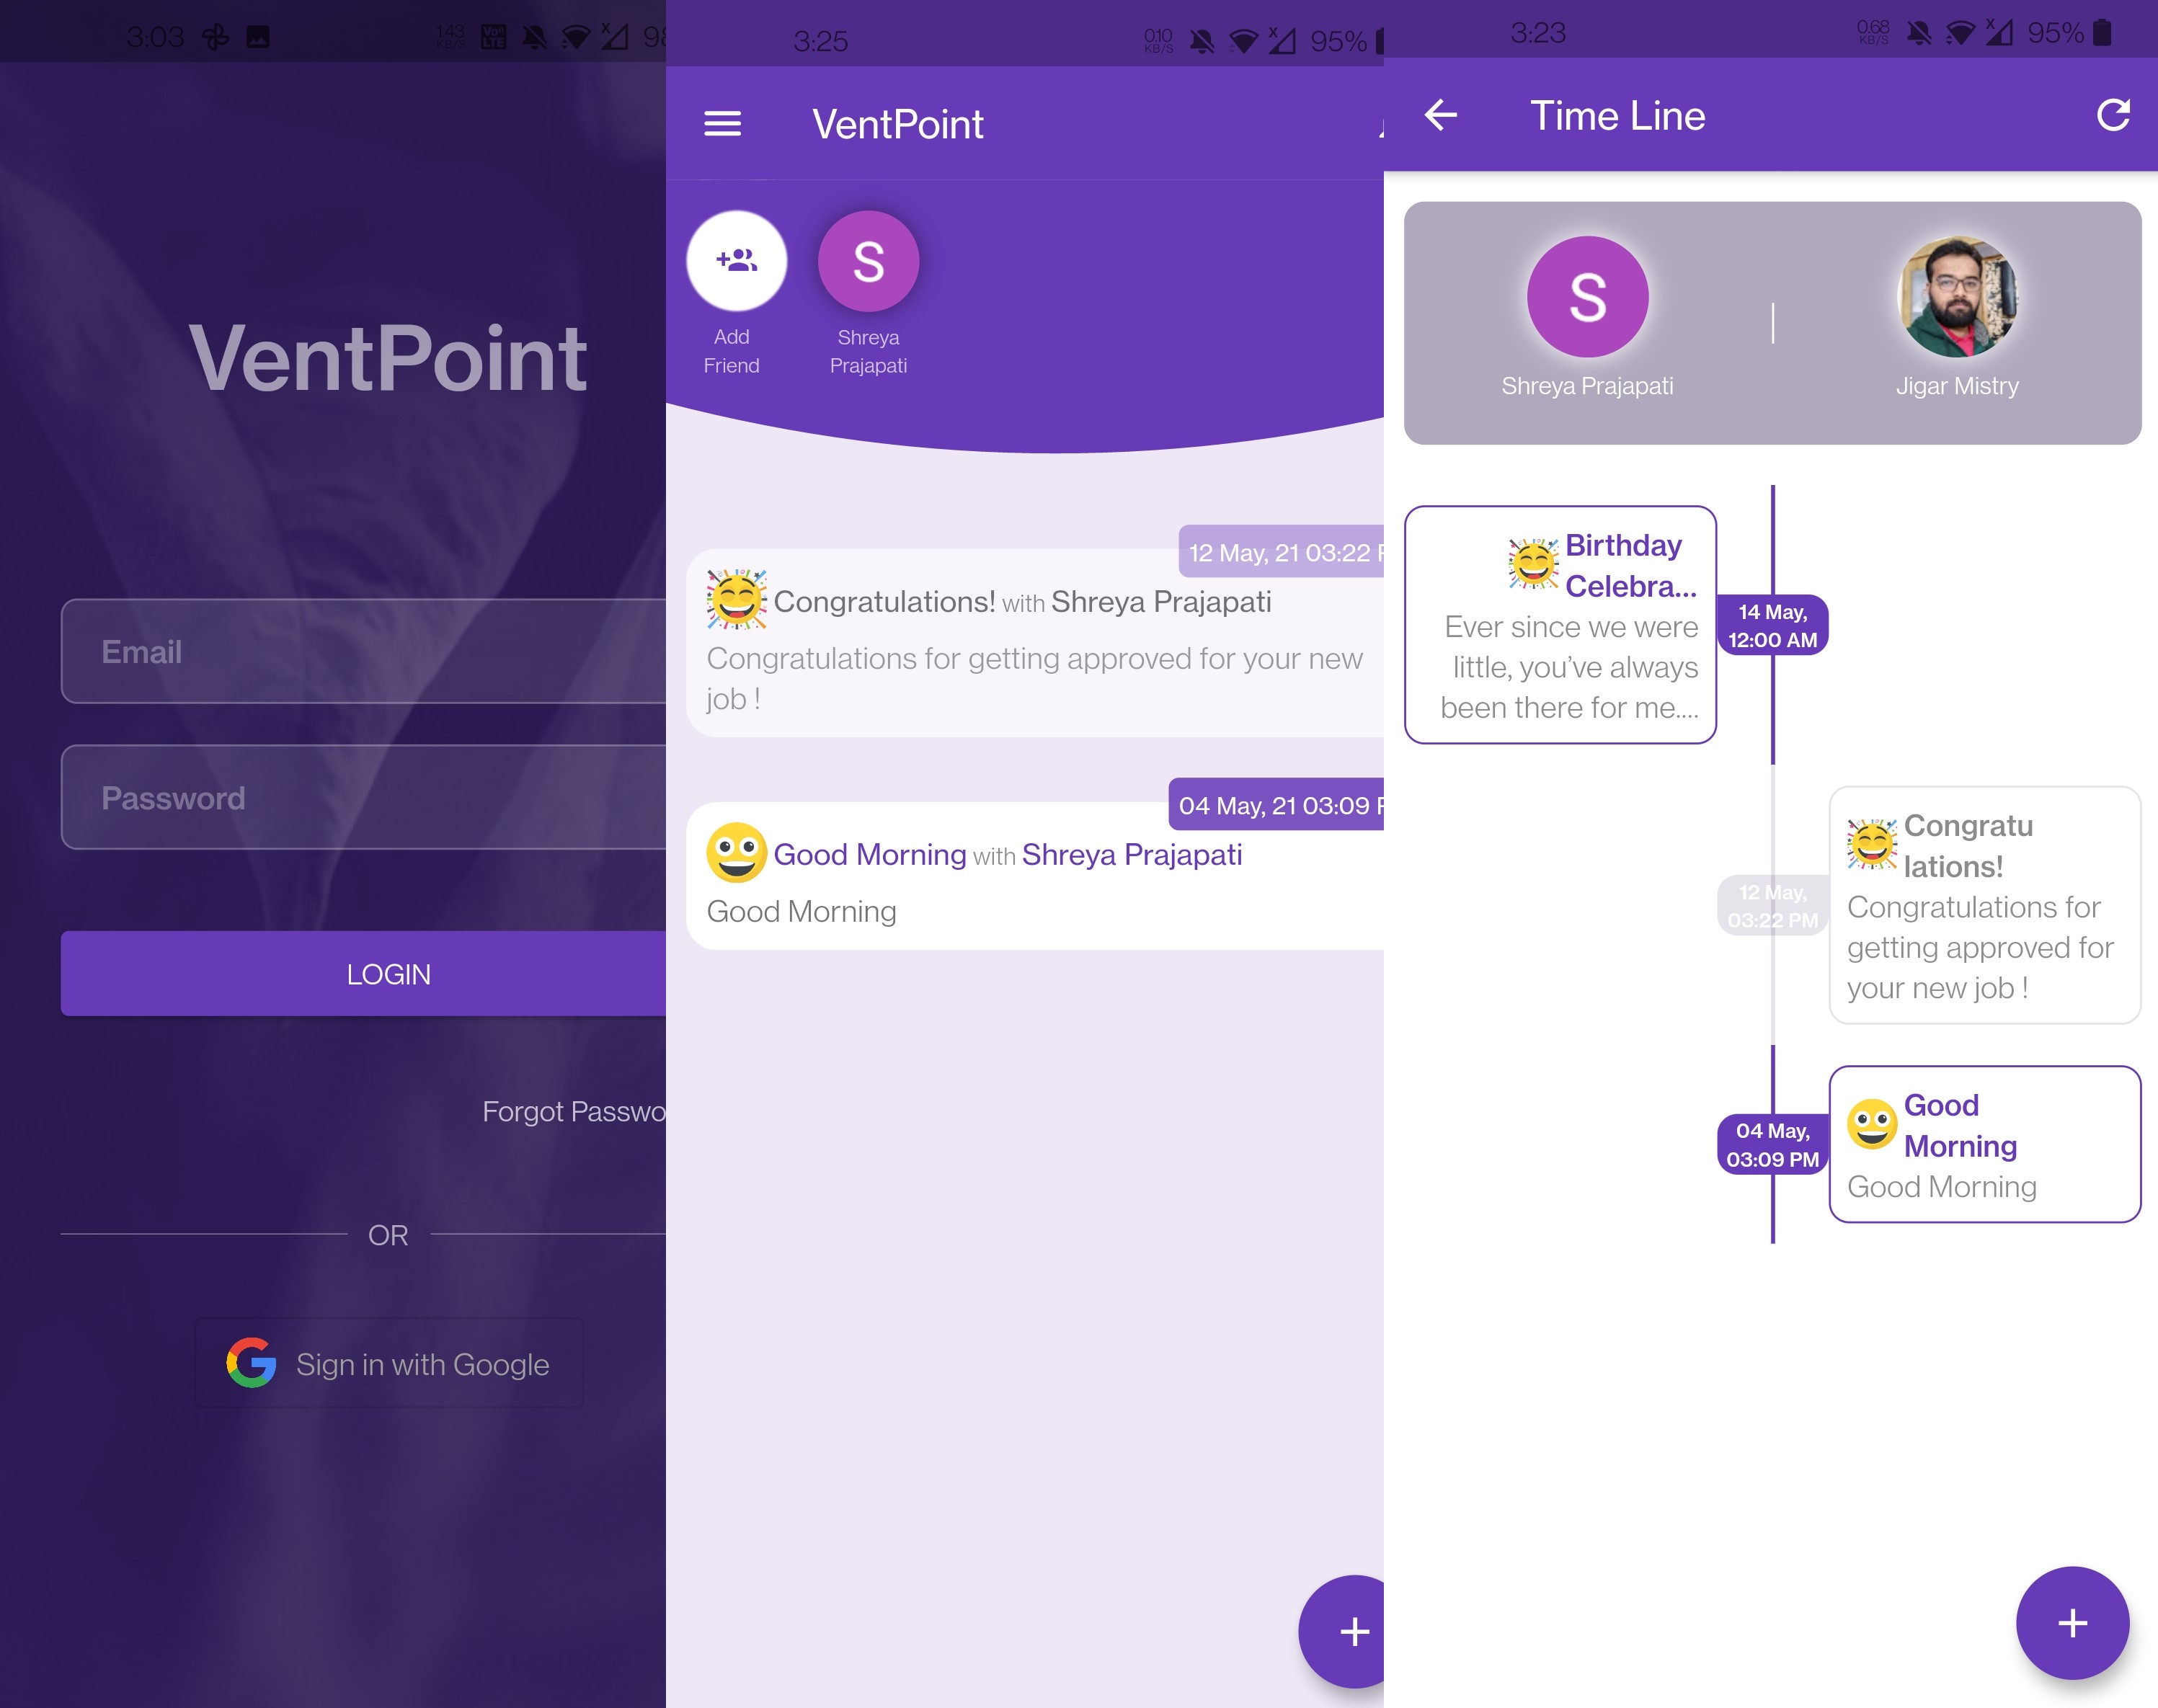 3:03
143
KB/S
Vo
LTE
VentPoint
Email
Password
LOGIN
Forgot Passwo
OR
Sign in with Google
3:25
0.10
KB/S
X
95%
VentPoint
S
Add
Friend
Shreya
Prajapati
12 May, 21 03:22
Congratulations! with Shreya Prajapati
Congratulations for getting approved for your new
job !
04 May, 21 03:09
Good Morning with Shreya Prajapati
Good Morning
+
3:23
0.68
KB/S
X
95%
Time Line
S
Shreya Prajapati
Jigar Mistry
Birthday
Celebra...
Ever since we were
little, you've always
been there for me....
14 May,
12:00 AM
Congratu
lations!
Congratulations for
getting approved for
your new job !
12 May,
03:22 PM
Good
Morning
Good Morning
04 May,
03:09 PM
+